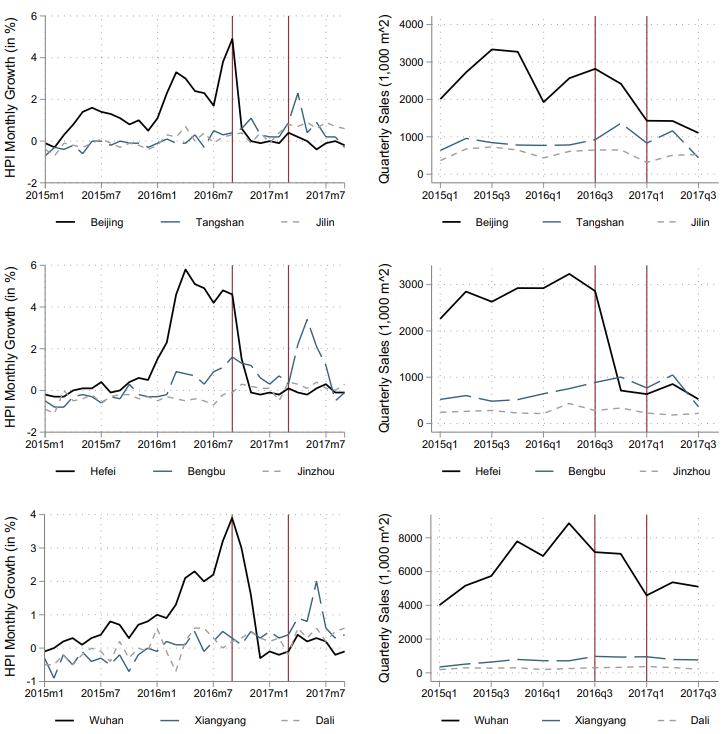 HPI Monthly Growth (in %)
6
4
2
0
-2
2015m1 2015m7 2016m1 2016m7 2017m1 2017m7
Beijing Tangshan Jilin
Quarterly Sales (1,000 m^2)
4000
3000
2000
1000
0
2015q1 2015q3 2016q1 2016q3 2017q1 2017q3
Beijing Tangshan Jilin
HPI Monthly Growth (in %)
6
4
2
0
-2
2015m1 2015m7 2016m1 2016m7 2017m1 2017m7
Hefei Bengbu Jinzhou
Quarterly Sales (1,000 m^2)
3000
2000
1000
0
2015q1 2015q3 2016q1 2016q3 2017q1 2017q3
Hefei Bengbu Jinzhou
HPI Monthly Growth (in %)
4
3
2
1
0
-1
2015m1 2015m7 2016m1 2016m7 2017m1 2017m7
Wuhan Xiangyang Dali
Quarterly Sales (1,000 m^2)
8000
6000
4000
2000
0
2015q1 2015q3 2016q1 2016q3 2017q1 2017q3
Wuhan Xiangyang Dali